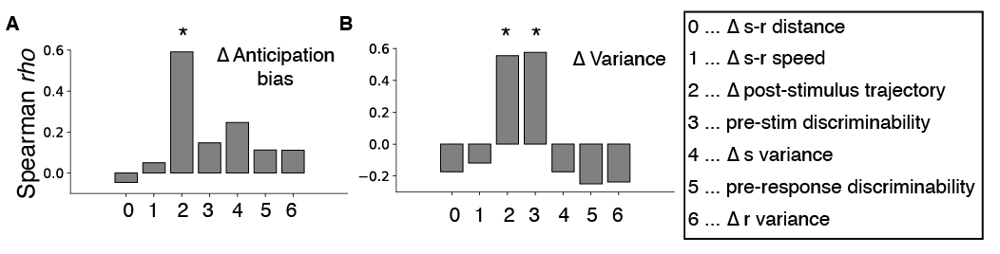 A
Spearman rho
0.6
0.4
0.2
0.0
*
Δ Anticipation
bias
0 1 2 3 4 5 6
B
0.6
0.4
0.2
0.0
−0.2
* *
Δ Variance
0 1 2 3 4 5 6
0 ... Δ s-r distance
1 ... Δ s-r speed
2 ... Δ post-stimulus trajectory
3 ... pre-stim discriminability
4 ... Δ s variance
5 ... pre-response discriminability
6 ... Δ r variance